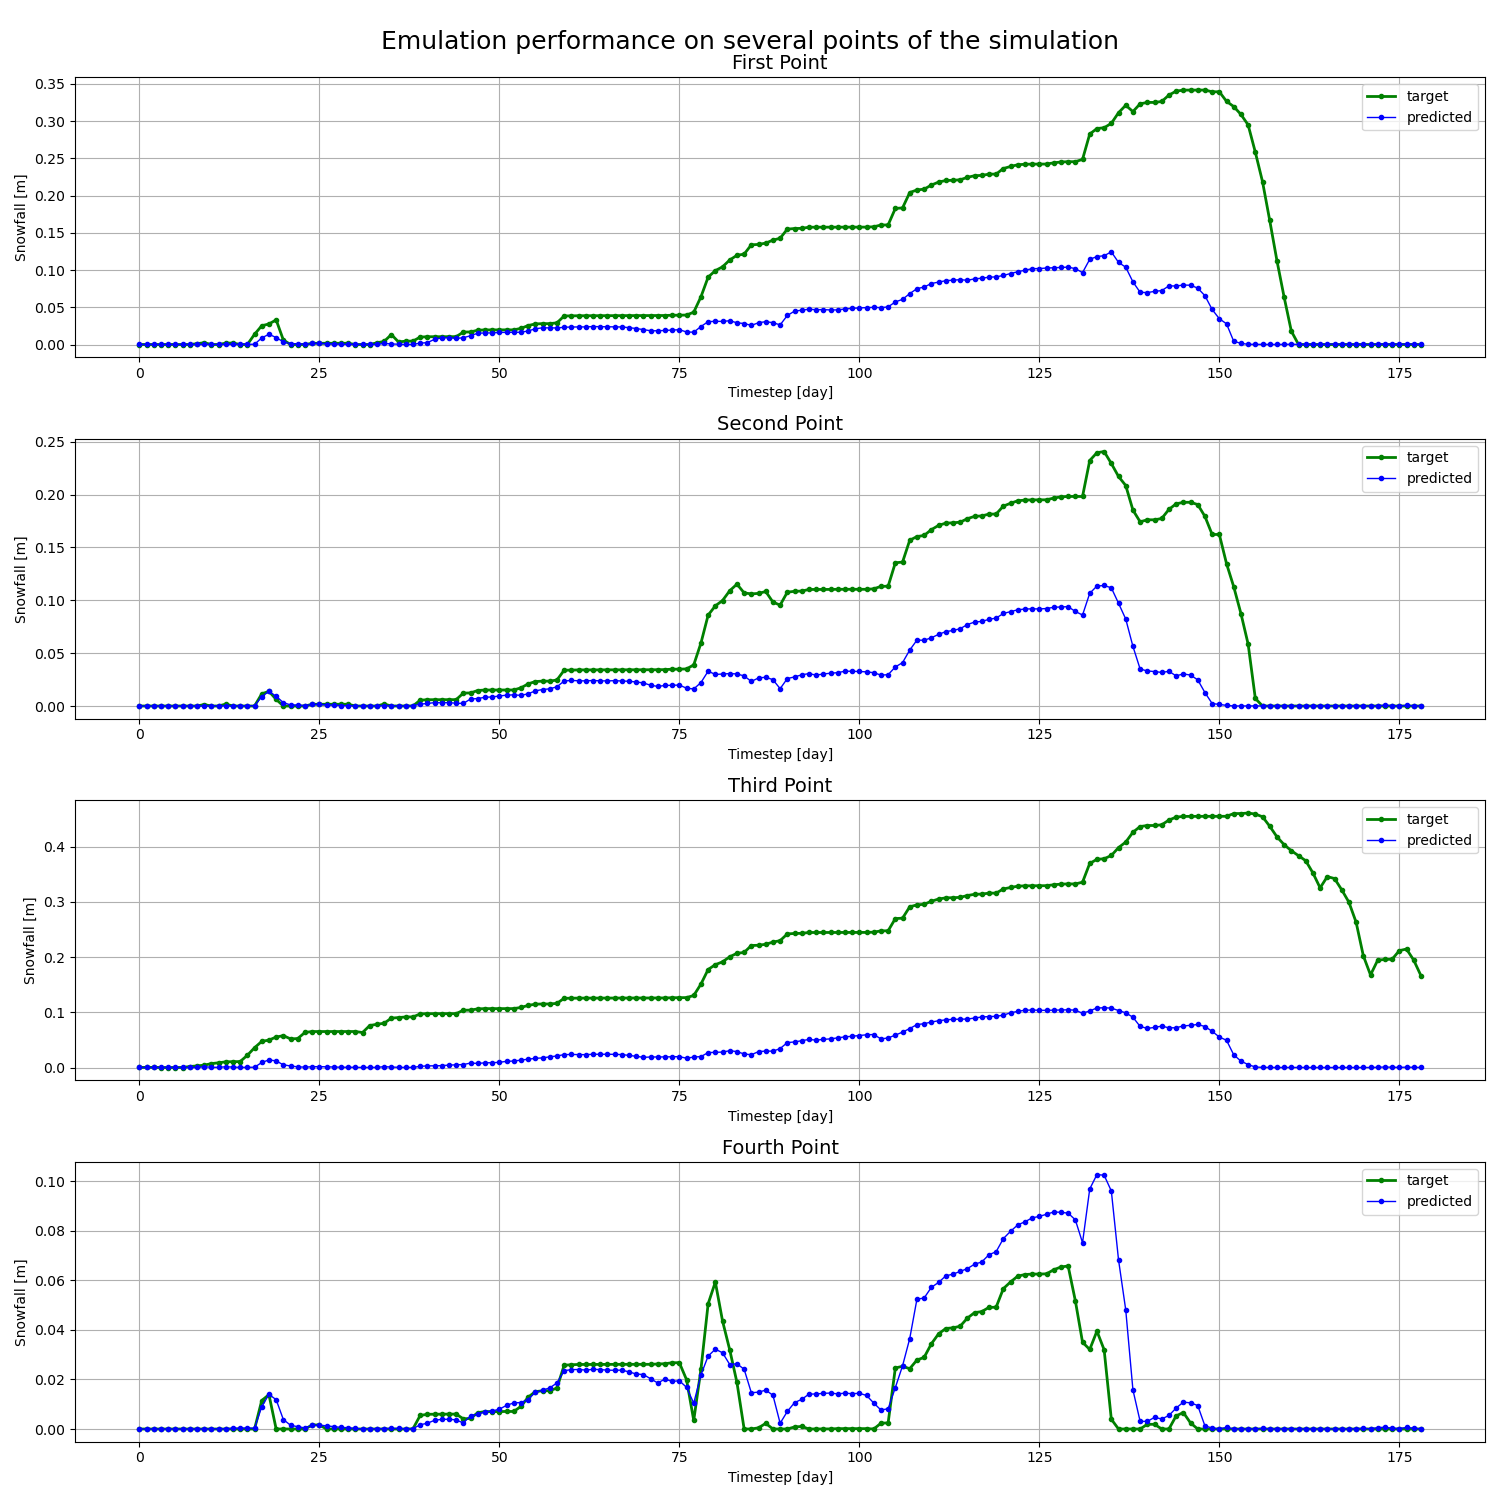 Emulation performance on several points of the simulation
First Point
0.35
0.30
0.25
0.20
0.15
0.10
0.05
0.00
Snowfall [m]
target
predicted
0 25 50 75 100 125 150 175
Timestep [day]
Second Point
0.25
0.20
0.15
0.10
0.05
0.00
Snowfall [m]
target
predicted
0 25 50 75 100 125 150 175
Timestep [day]
Third Point
0.4
0.3
0.2
0.1
0.0
Snowfall [m]
target
predicted
0 25 50 75 100 125 150 175
Timestep [day]
Fourth Point
0.10
0.08
0.06
0.04
0.02
0.00
Snowfall [m]
target
predicted
0 25 50 75 100 125 150 175
Timestep [day]